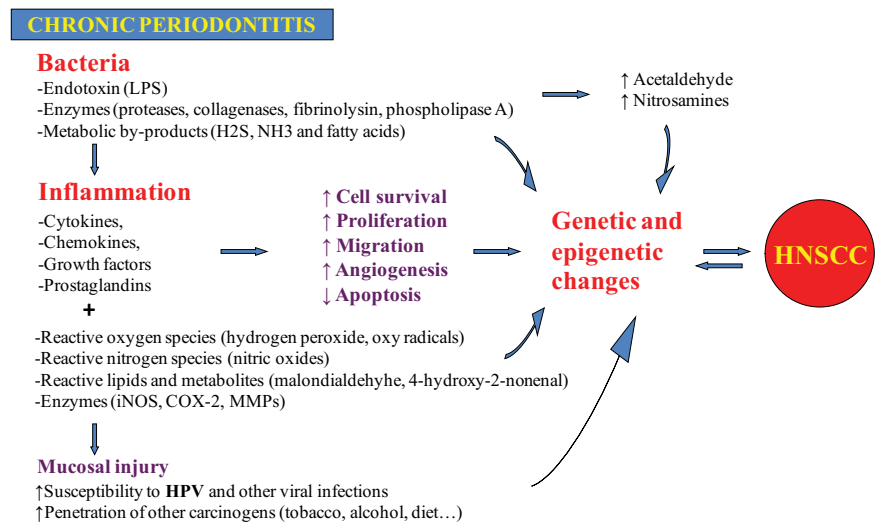 CHRONIC PERIODONTITIS
Bacteria
-Endotoxin (LPS)
-Enzymes (proteases, collagenases, fibrinolysin, phospholipase A)
-Metabolic by-products (H2S, NH3 and fatty acids)
↑ Acetaldehyde
↑ Nitrosamines
Inflammation
-Cytokines,
-Chemokines,
-Growth factors
-Prostaglandins
+
-Reactive oxygen species (hydrogen peroxide, oxy radicals)
-Reactive nitrogen species (nitric oxides)
-Reactive lipids and metabolites (malondialdehyhe, 4-hydroxy-2-nonenal)
-Enzymes (iNOS, COX-2, MMPs)
↑ Cell survival
↑ Proliferation
↑ Migration
↑ Angiogenesis
↓ Apoptosis
Genetic and
epigenetic
changes
HNSCC
Mucosal injury
↑Susceptibility to HPV and other viral infections
↑Penetration of other carcinogens (tobacco, alcohol, diet…)